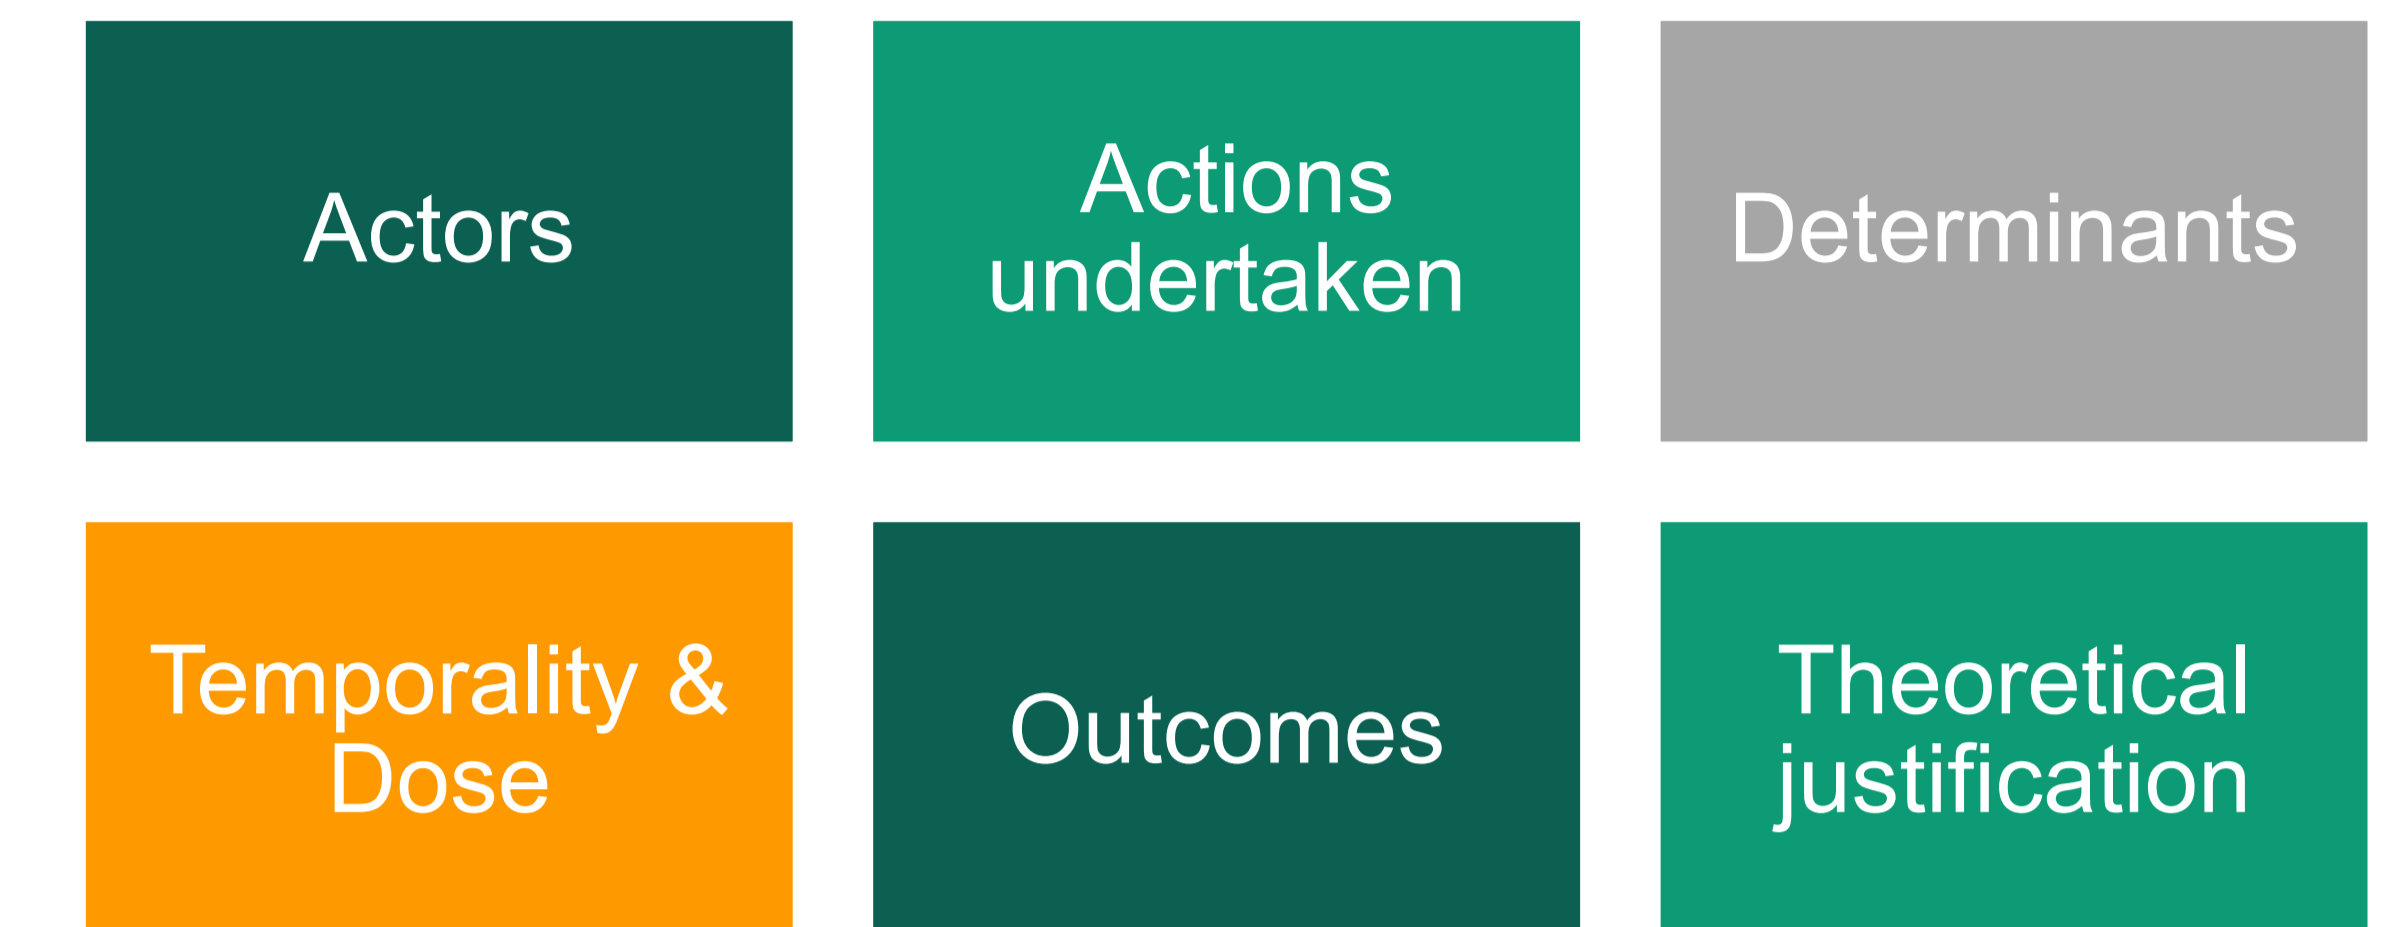 Actors
Actions
undertaken
Determinants
Temporality &
Dose
Outcomes
Theoretical
justification